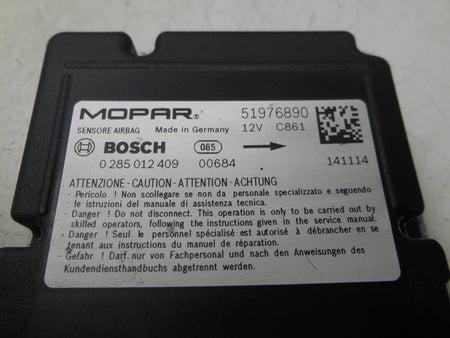 MOPAR® 51976890
SENSORE AIRBAG Made in Germany 12V C861
BOSCH 085
0 285 012 409 00684 141114
ATTENZIONE-CAUTION-ATTENTION-ACHTUNG
- Pericolo ! Non scollegare se non da personale specializzato e seguendo
le istruzioni del manuale di assistenza tecnica.
- Danger ! Do not disconnect. This operation is only to be carried out by
skilled operators, following the instructions given in the service manual.
- Danger ! Seul le personnel spécialisé est autorisé à débrancher en se
tenant aux instructions du manuel de réparation.
- Gefahr ! Darf nur von Fachpersonal und nach den Anweisungen des
Kundendiensthandbuchs abgetrennt werden.